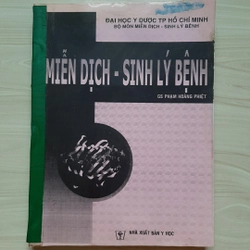 ĐẠI HỌC Y DƯỢC TP HỒ CHÍ MINH
BỘ MÔN MIỄN DỊCH - SINH LÝ BỆNH
MIỄN DỊCH - SINH LÝ BỆNH
GS PHẠM HOÀNG PHIỆT
NHÀ XUẤT BẢN Y HỌC